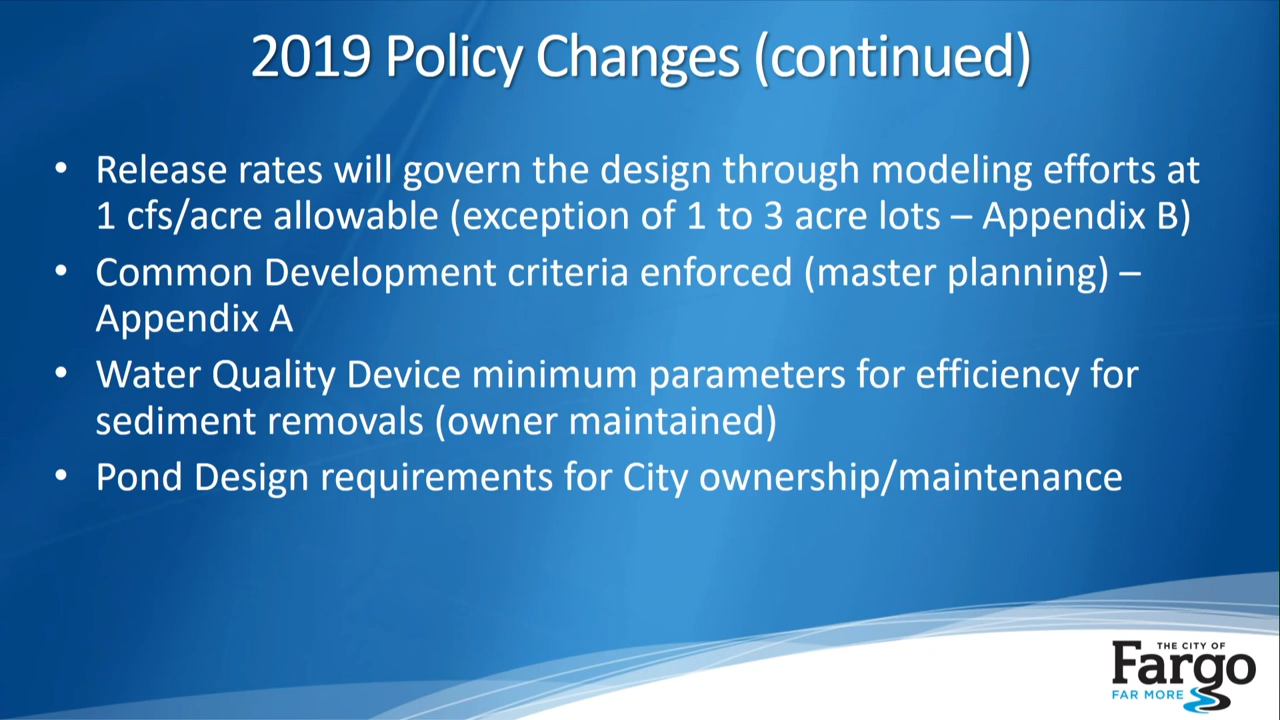 2019 Policy Changes (continued)
• Release rates will govern the design through modeling efforts at
1 cfs/acre allowable (exception of 1 to 3 acre lots – Appendix B)
• Common Development criteria enforced (master planning) –
Appendix A
• Water Quality Device minimum parameters for efficiency for
sediment removals (owner maintained)
• Pond Design requirements for City ownership/maintenance
THE CITY OF
Fargo
FAR MORE